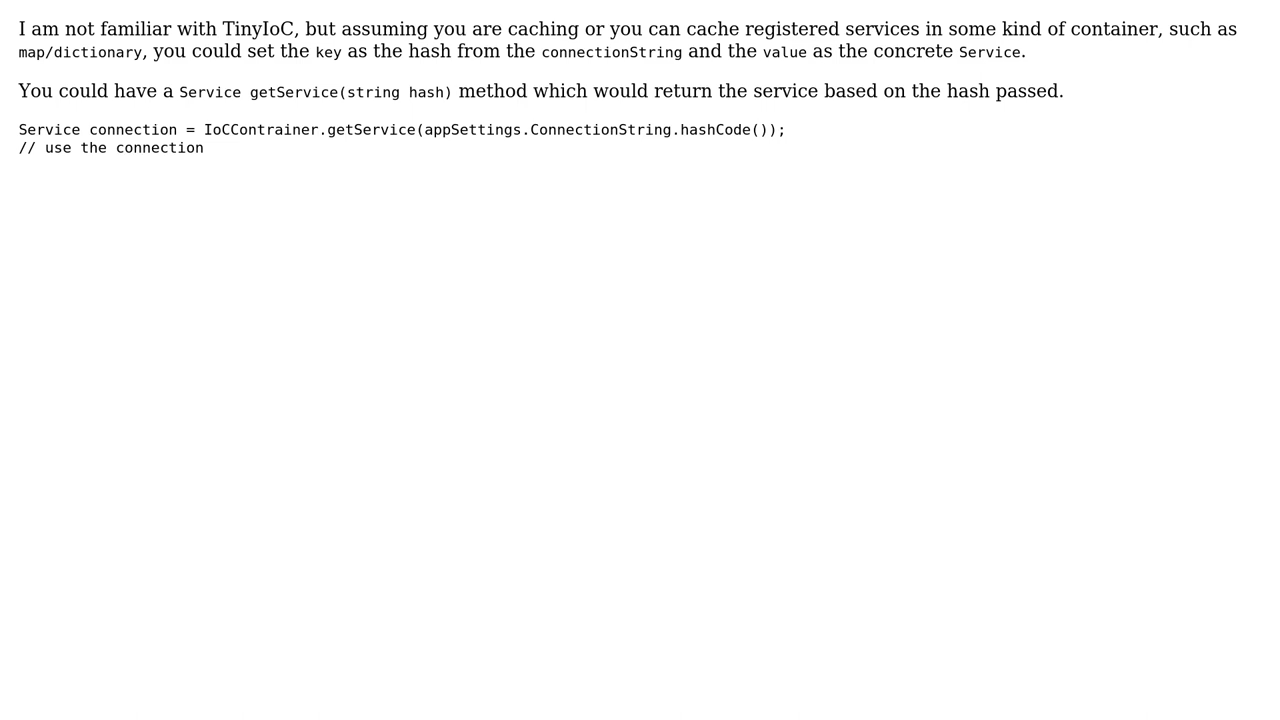 I am not familiar with TinyIoC, but assuming you are caching or you can cache registered services in some kind of container, such as
map/dictionary, you could set the key as the hash from the connectionString and the value as the concrete Service.
You could have a Service getService(string hash) method which would return the service based on the hash passed.
Service connection = IoCContrainer.getService(appSettings.ConnectionString.hashCode());
// use the connection